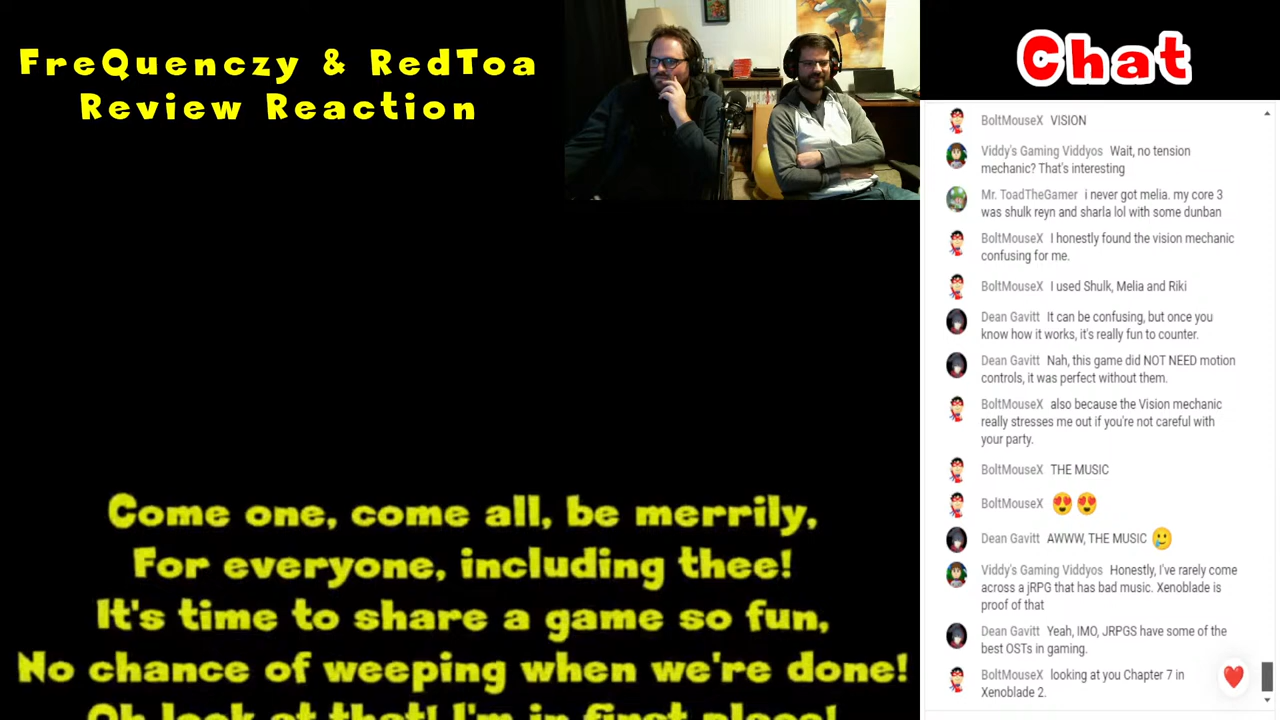 FreQuenczy & RedToa
Review Reaction
Chat
BoltMouseX VISION
Viddy's Gaming Viddyos Wait, no tension
mechanic? That's interesting
Mr. ToadTheGamer i never got melia. my core 3
was shulk reyn and sharla lol with some dunban
BoltMouseX I honestly found the vision mechanic
confusing for me.
BoltMouseX I used Shulk, Melia and Riki
Dean Gavitt It can be confusing, but once you
know how it works, it's really fun to counter.
Dean Gavitt Nah, this game did NOT NEED motion
controls, it was perfect without them.
BoltMouseX also because the Vision mechanic
really stresses me out if you're not careful with
your party.
BoltMouseX THE MUSIC
BoltMouseX 😍😍
Dean Gavitt AWWW, THE MUSIC 🥲
Viddy's Gaming Viddyos Honestly, I've rarely come
across a jRPG that has bad music. Xenoblade is
proof of that
Dean Gavitt Yeah, IMO, JRPGS have some of the
best OSTs in gaming.
BoltMouseX looking at you Chapter 7 in
Xenoblade 2.
Come one, come all, be merrily,
For everyone, including thee!
It's time to share a game so fun,
No chance of weeping when we're done!
Oh look at that! I'm in first place!